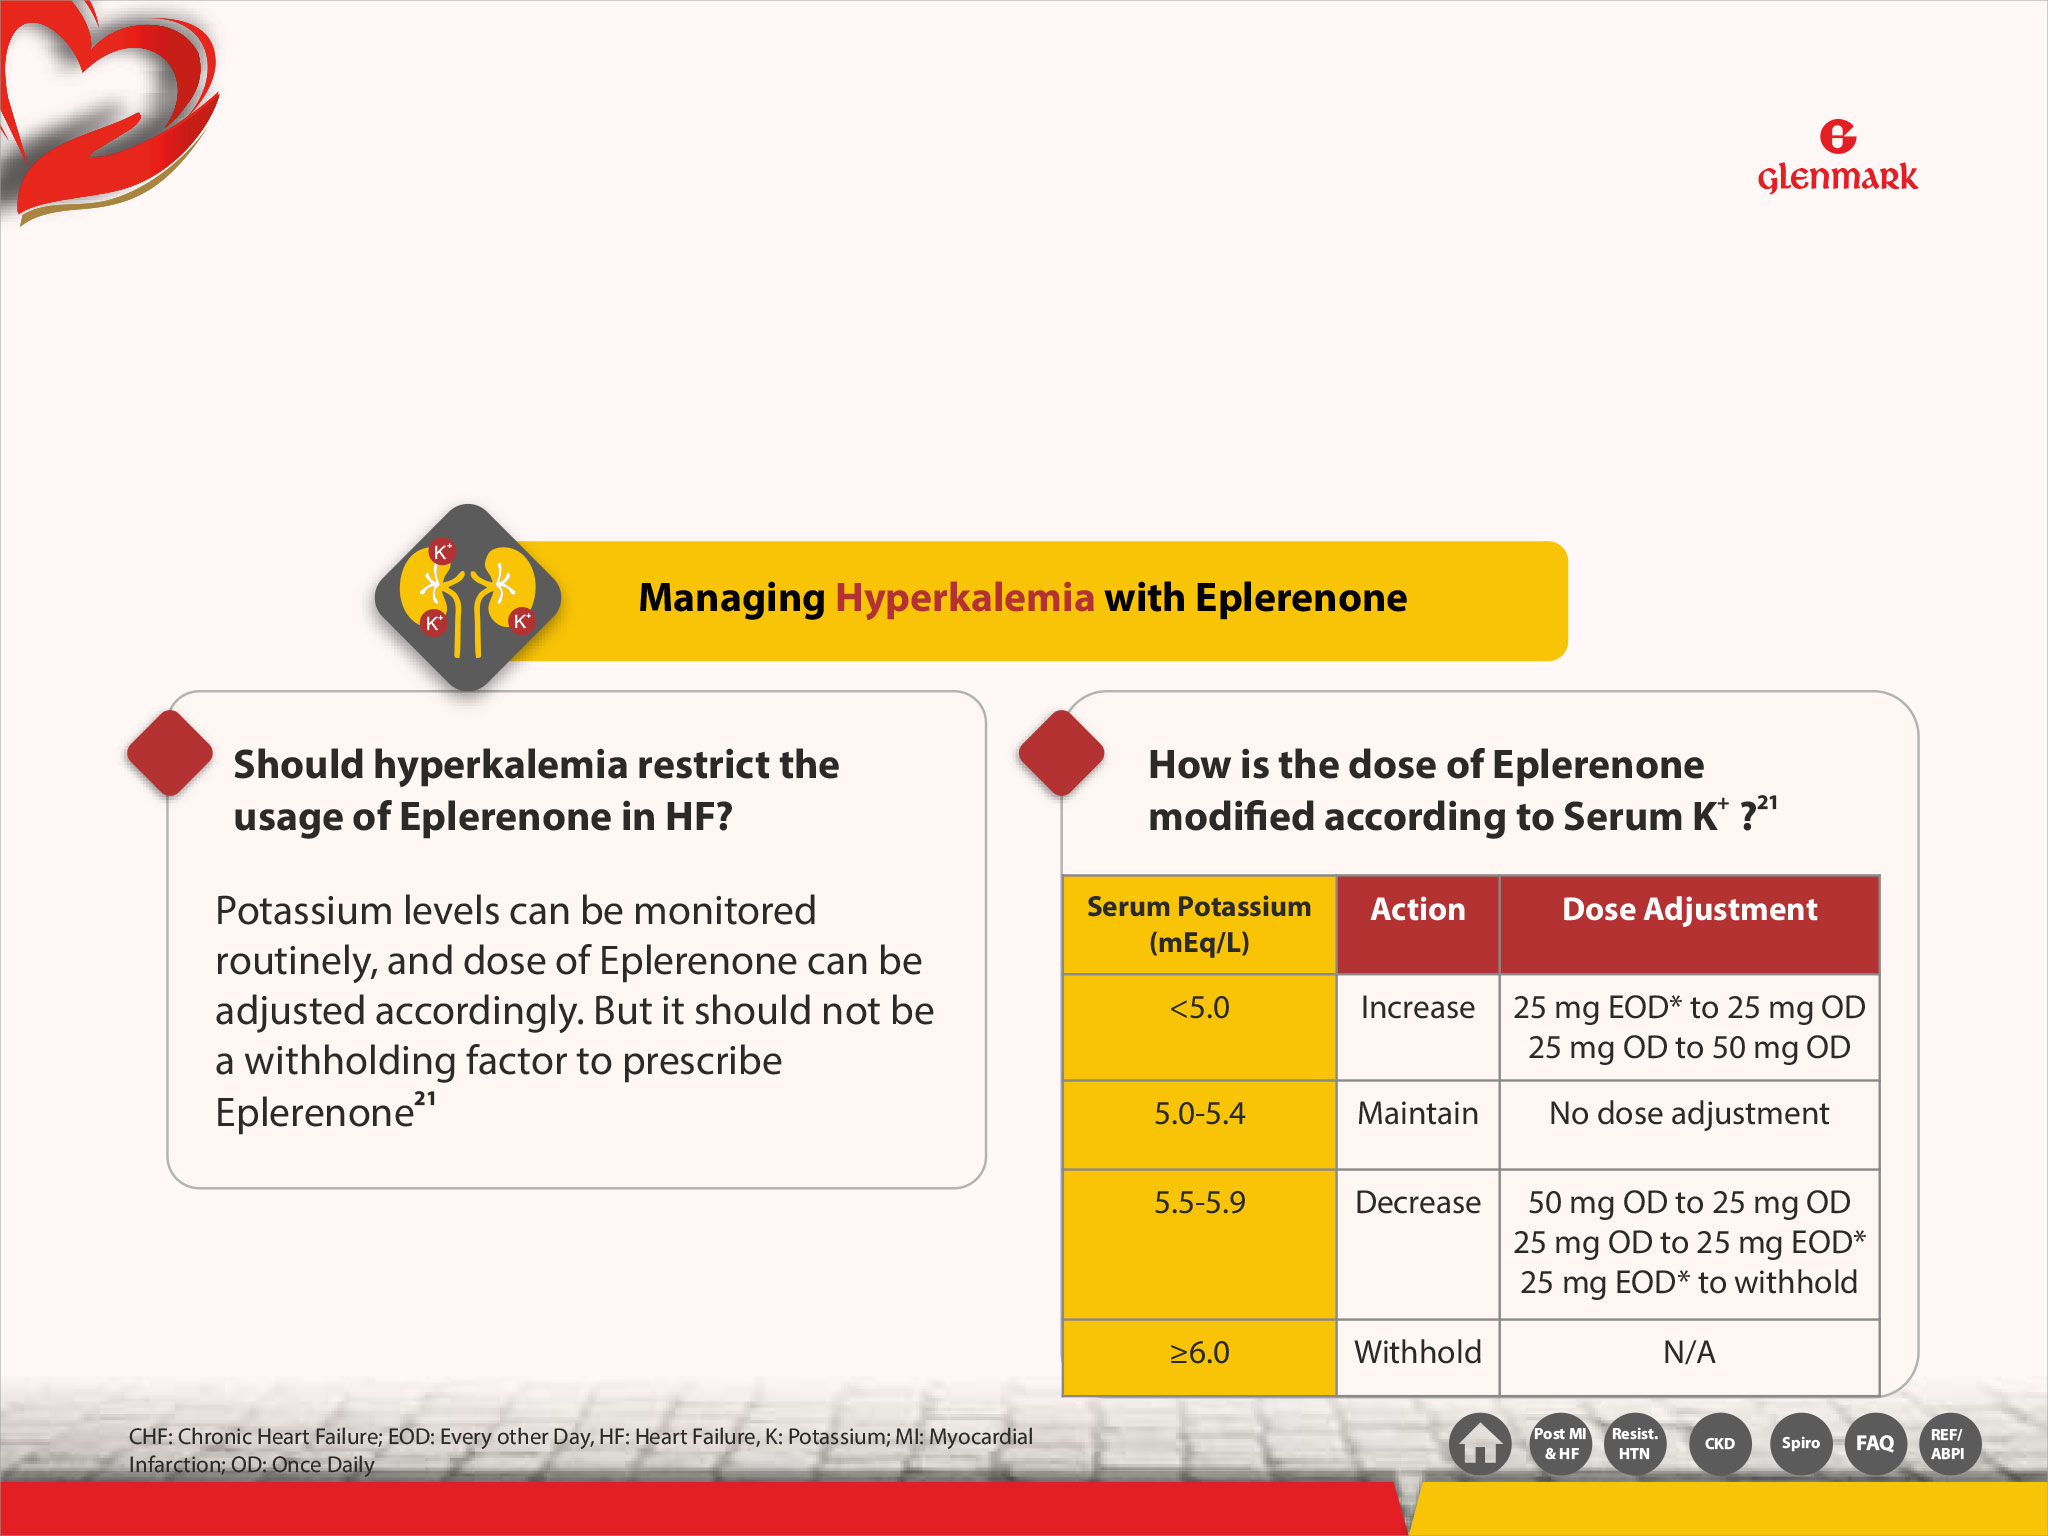 glenmark
K+
K+
K+
Managing Hyperkalemia with Eplerenone
Should hyperkalemia restrict the
usage of Eplerenone in HF?
Potassium levels can be monitored
routinely, and dose of Eplerenone can be
adjusted accordingly. But it should not be
a withholding factor to prescribe
Eplerenone²¹
How is the dose of Eplerenone
modified according to Serum K⁺ ?²¹
Serum Potassium
(mEq/L)
Action
Dose Adjustment
<5.0
Increase
25 mg EOD* to 25 mg OD
25 mg OD to 50 mg OD
5.0-5.4
Maintain
No dose adjustment
5.5-5.9
Decrease
50 mg OD to 25 mg OD
25 mg OD to 25 mg EOD*
25 mg EOD* to withhold
≥6.0
Withhold
N/A
CHF: Chronic Heart Failure; EOD: Every other Day, HF: Heart Failure, K: Potassium; MI: Myocardial
Infarction; OD: Once Daily
Post MI
& HF
Resist.
HTN
CKD
Spiro
FAQ
REF/
ABPI